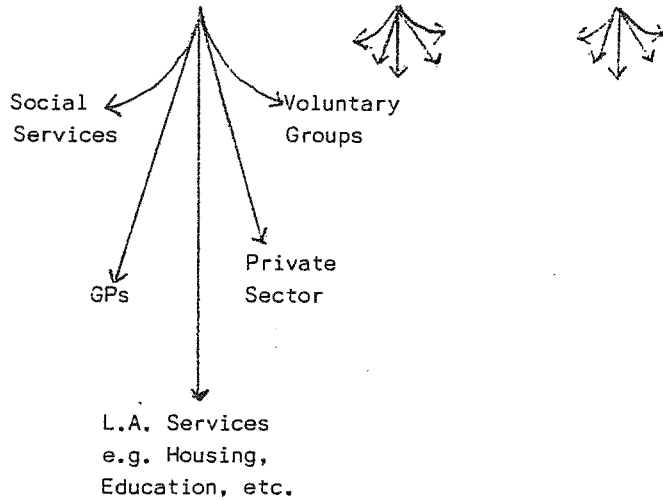 Social
Services
Voluntary
Groups
GPs
Private
Sector
L.A. Services
e.g. Housing,
Education, etc.